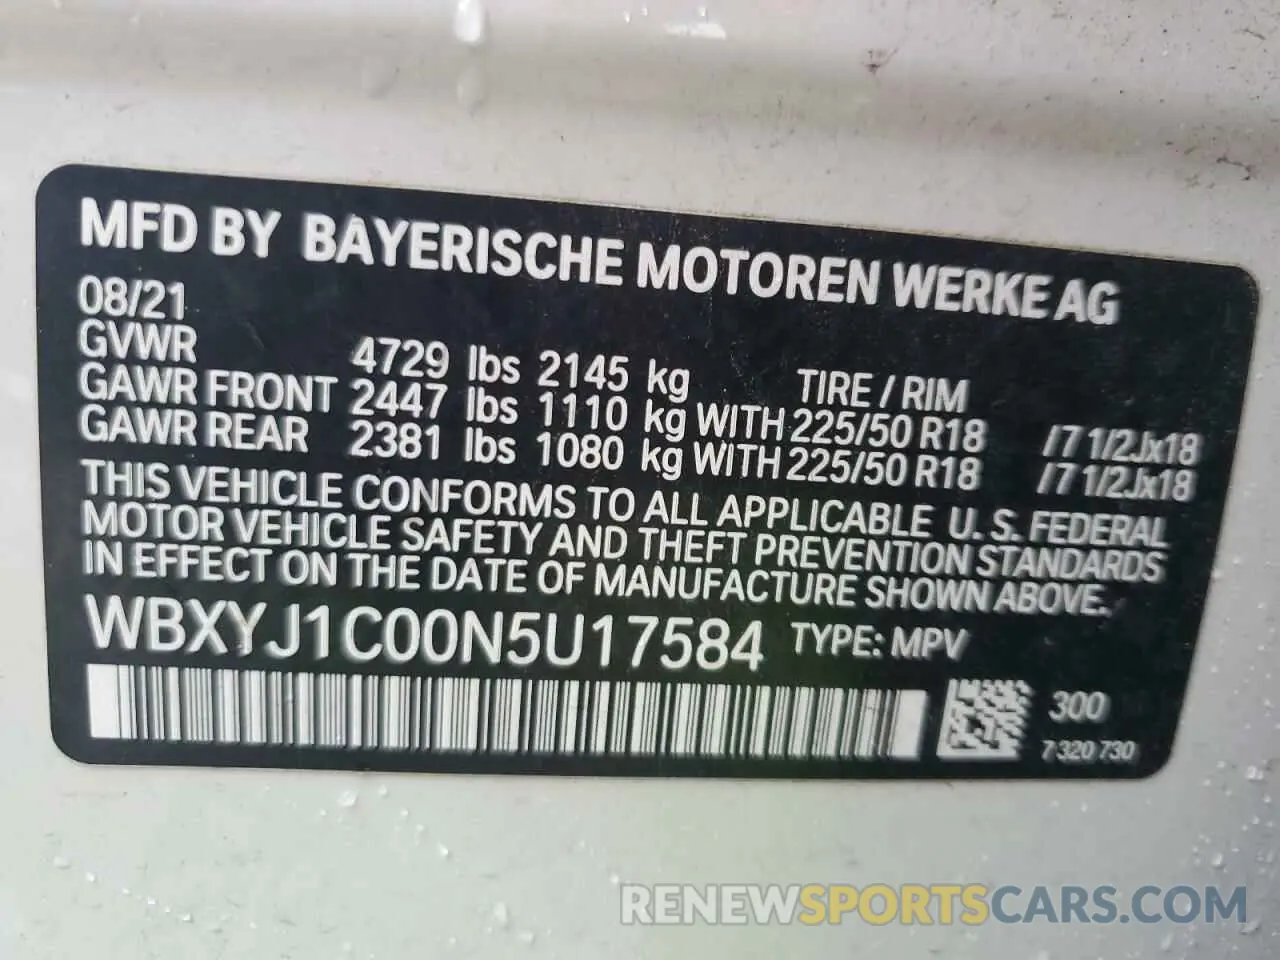 MFD BY BAYERISCHE MOTOREN WERKE AG
08/21
GVWR 4729 lbs 2145 kg TIRE / RIM
GAWR FRONT 2447 lbs 1110 kg WITH 225/50 R18 /7 1/2Jx18
GAWR REAR 2381 lbs 1080 kg WITH 225/50 R18 /7 1/2Jx18
THIS VEHICLE CONFORMS TO ALL APPLICABLE U. S. FEDERAL
MOTOR VEHICLE SAFETY AND THEFT PREVENTION STANDARDS
IN EFFECT ON THE DATE OF MANUFACTURE SHOWN ABOVE.
WBXYJ1C00N5U17584 TYPE: MPV
300
7 320 730
RENEWSPORTSCARS.COM